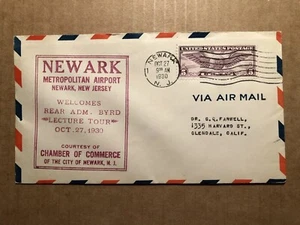 NEWARK
METROPOLITAN AIRPORT
NEWARK, NEW JERSEY
WELCOMES
REAR ADM. BYRD
"LECTURE TOUR"
OCT. 27, 1930
COURTESY OF
CHAMBER OF COMMERCE
OF THE CITY OF NEWARK, N. J.
NEWARK
OCT 27
1930
N. J.
1
UNITED STATES POSTAGE
5
5
VIA AIR MAIL
1335 HARVARD ST.,
GLENDALE, CALIF.